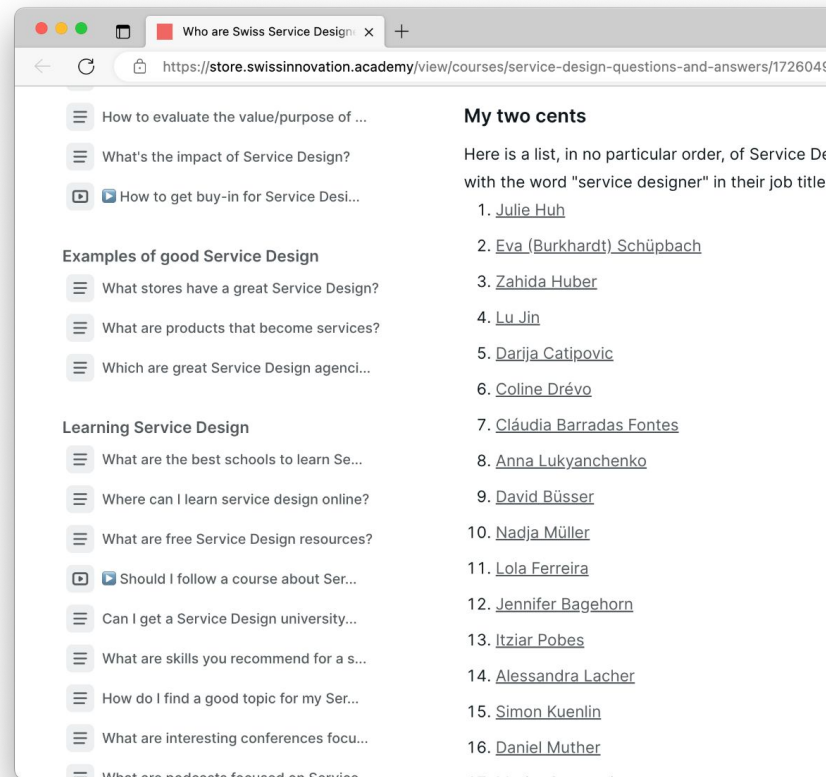 Who are Swiss Service Design
https://store.swissinnovation.academy/view/courses/service-design-questions-and-answers/1726049
How to evaluate the value/purpose of ...
What's the impact of Service Design?
How to get buy-in for Service Desi...
Examples of good Service Design
What stores have a great Service Design?
What are products that become services?
Which are great Service Design agenci...
Learning Service Design
What are the best schools to learn Se...
Where can I learn service design online?
What are free Service Design resources?
Should I follow a course about Ser...
Can I get a Service Design university...
What are skills you recommend for a s...
How do I find a good topic for my Ser...
What are interesting conferences focu...
What are podcasts focused on Service
My two cents
Here is a list, in no particular order, of Service De
with the word "service designer" in their job title
1. Julie Huh
2. Eva (Burkhardt) Schüpbach
3. Zahida Huber
4. Lu Jin
5. Darija Catipovic
6. Coline Drévo
7. Cláudia Barradas Fontes
8. Anna Lukyanchenko
9. David Büsser
10. Nadja Müller
11. Lola Ferreira
12. Jennifer Bagehorn
13. Itziar Pobes
14. Alessandra Lacher
15. Simon Kuenlin
16. Daniel Muther